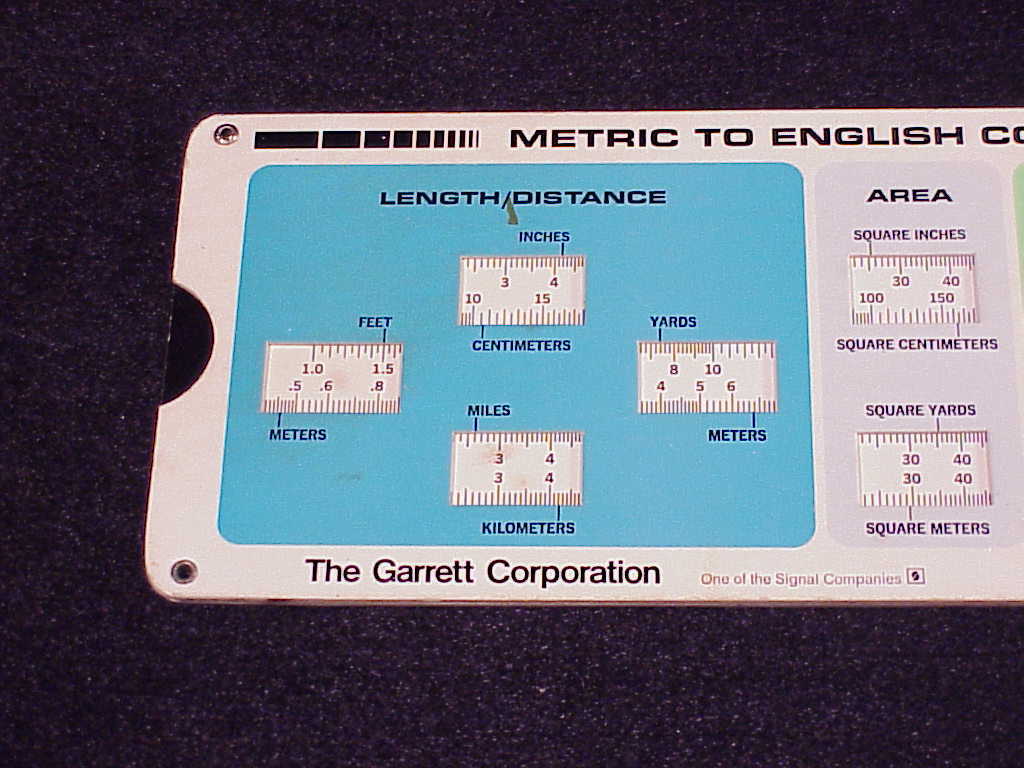 METRIC TO ENGLISH CO
LENGTH/DISTANCE
INCHES
3 4
10 15
CENTIMETERS
FEET
1.0 1.5
.5 .6 .8
METERS
YARDS
8 10
4 5 6
METERS
MILES
3 4
3 4
KILOMETERS
AREA
SQUARE INCHES
30 40
100 150
SQUARE CENTIMETERS
SQUARE YARDS
30 40
30 40
SQUARE METERS
The Garrett Corporation
One of the Signal Companies